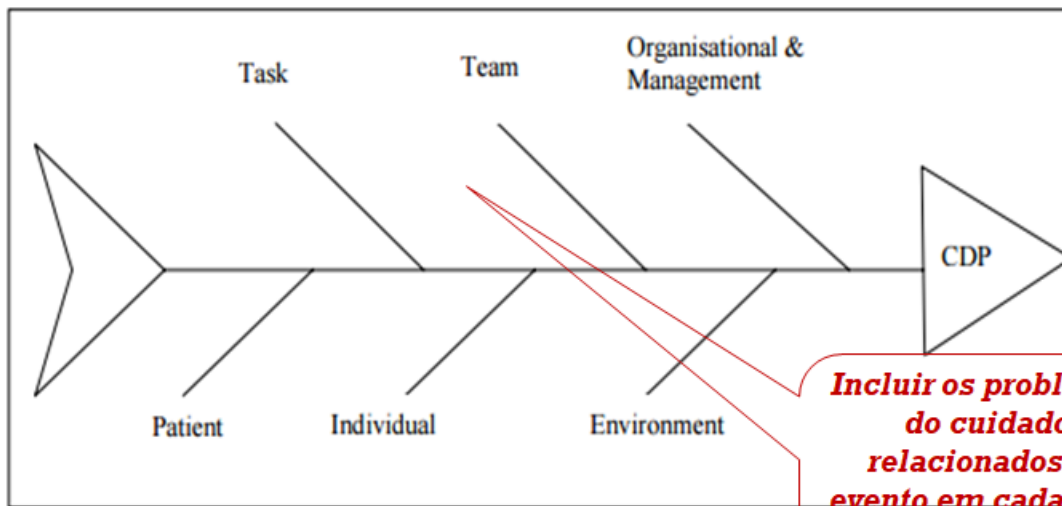 Task
Team
Organisational &
Management
CDP
Patient
Individual
Environment
Incluir os probl
do cuidado
relacionados
evento em cada